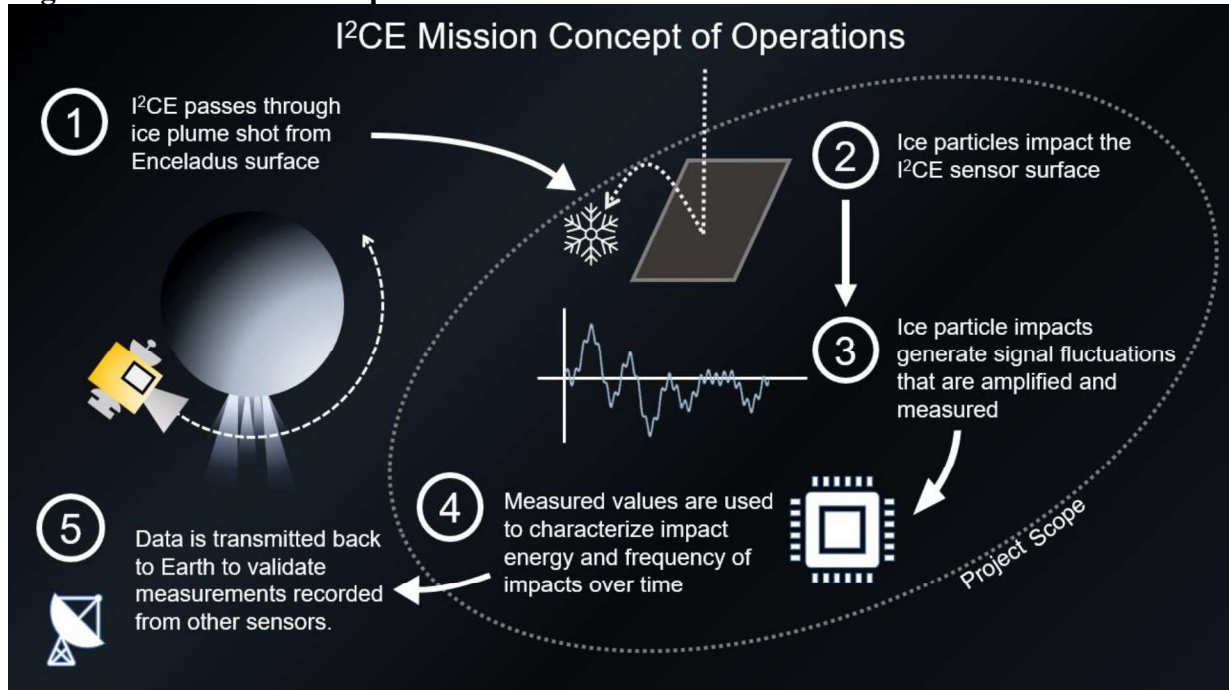 I²CE Mission Concept of Operations
1
I²CE passes through
ice plume shot from
Enceladus surface
2
Ice particles impact the
I²CE sensor surface
3
Ice particle impacts
generate signal fluctuations
that are amplified and
measured
4
Measured values are used
to characterize impact
energy and frequency of
impacts over time
5
Data is transmitted back
to Earth to validate
measurements recorded
from other sensors.
Project Scope